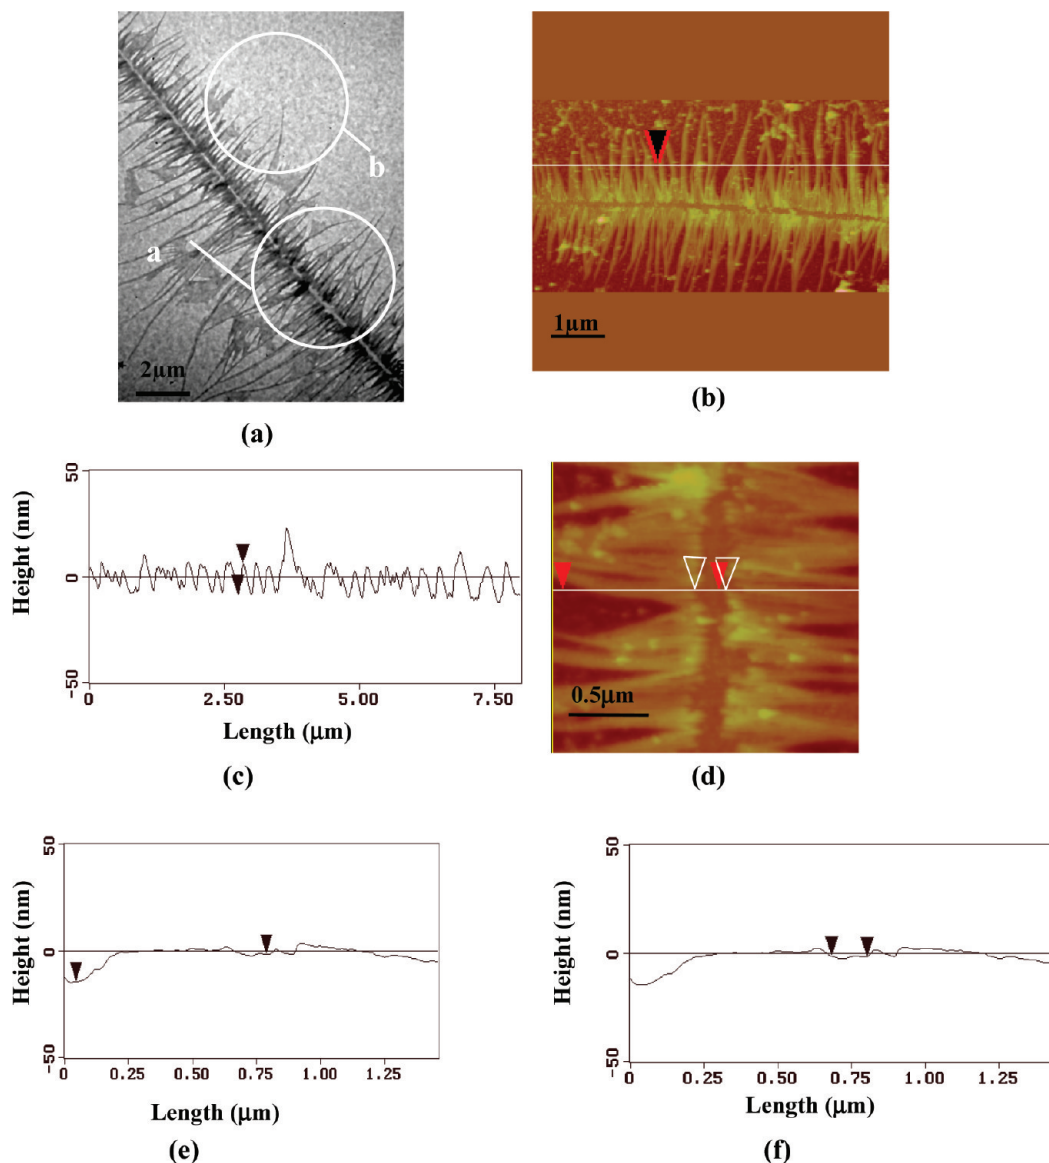 b
a
2μm
(a)
1μm
(b)
50
0
-50
Height (nm)
0 2.50 5.00 7.50
Length (μm)
(c)
0.5μm
(d)
50
0
-50
Height (nm)
0 0.25 0.50 0.75 1.00 1.25
Length (μm)
(e)
50
0
-50
Height (nm)
0 0.25 0.50 0.75 1.00 1.25
Length (μm)
(f)